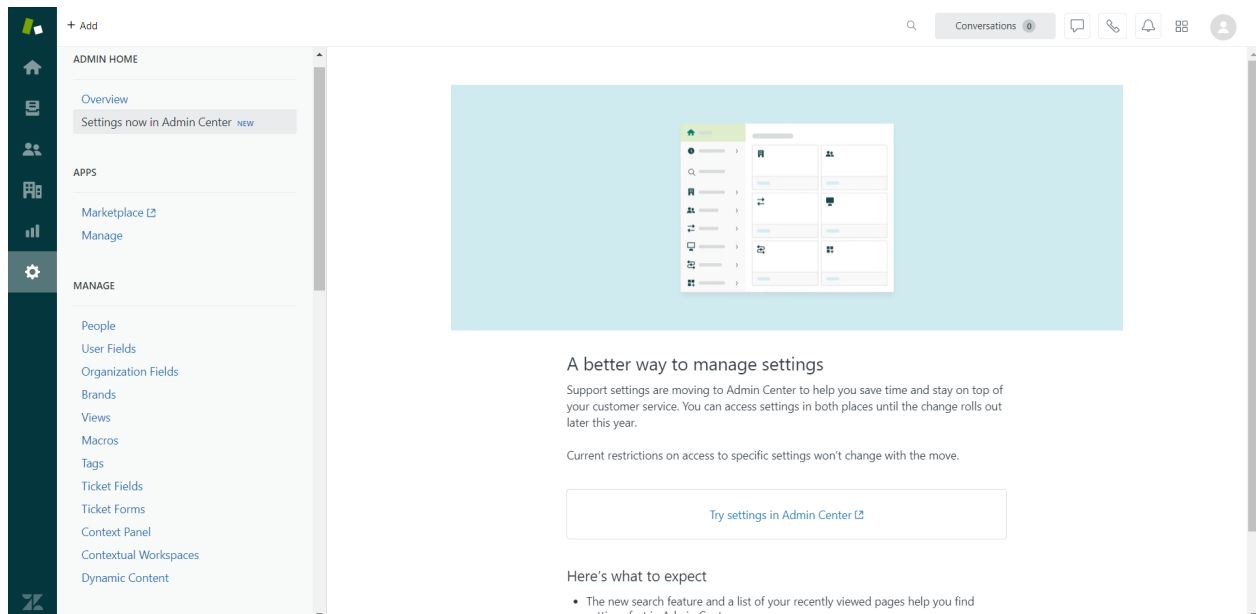 + Add
Conversations 0
ADMIN HOME
Overview
Settings now in Admin Center NEW
APPS
Marketplace
Manage
MANAGE
People
User Fields
Organization Fields
Brands
Views
Macros
Tags
Ticket Fields
Ticket Forms
Context Panel
Contextual Workspaces
Dynamic Content
A better way to manage settings
Support settings are moving to Admin Center to help you save time and stay on top of
your customer service. You can access settings in both places until the change rolls out
later this year.
Current restrictions on access to specific settings won't change with the move.
Try settings in Admin Center
Here's what to expect
• The new search feature and a list of your recently viewed pages help you find